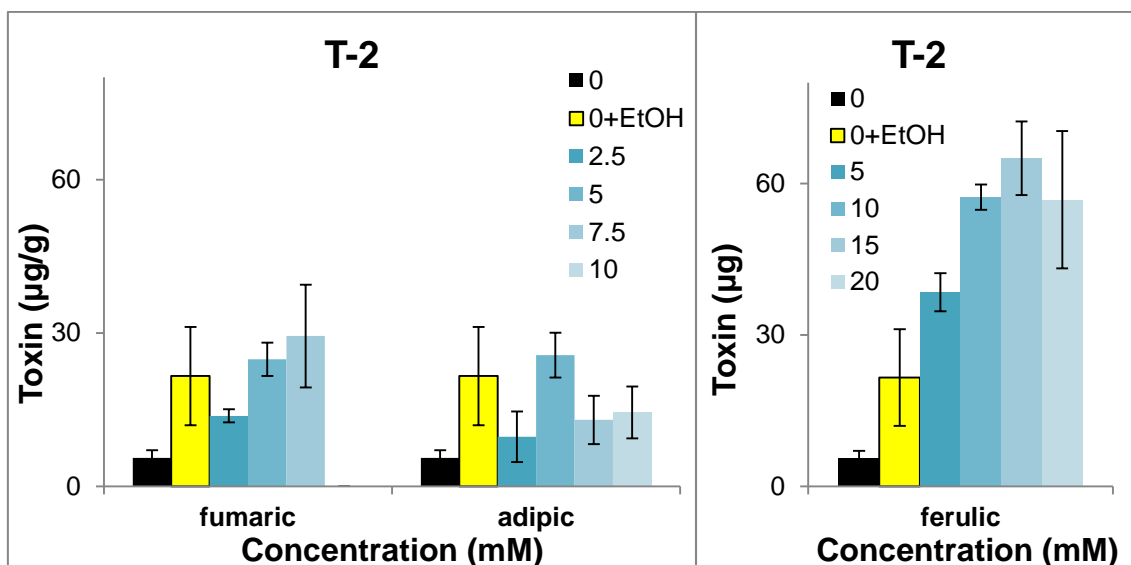 T-2
0
0+EtOH
2.5
5
7.5
10
60
30
0
Toxin (µg/g)
fumaric
adipic
Concentration (mM)
T-2
0
0+EtOH
5
10
15
20
60
30
0
Toxin (µg)
ferulic
Concentration (mM)